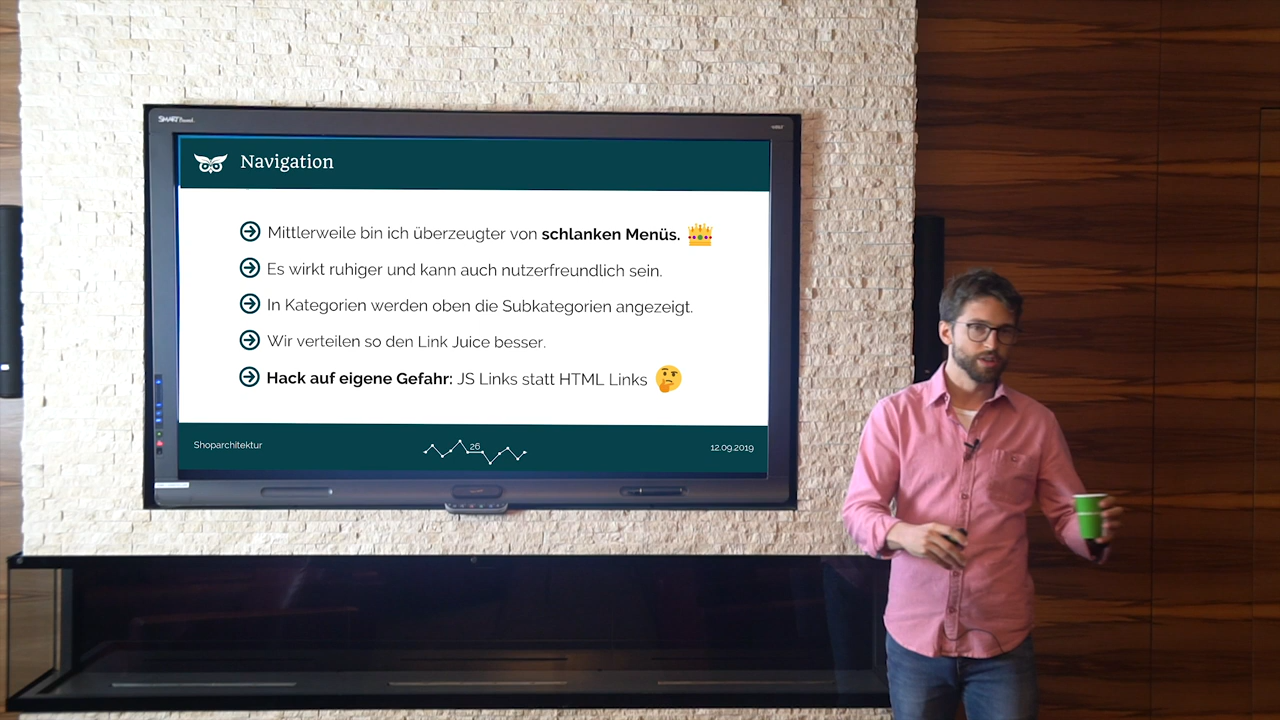 SMART Board
Navigation
Mittlerweile bin ich überzeugter von schlanken Menüs.
Es wirkt ruhiger und kann auch nutzerfreundlich sein.
In Kategorien werden oben die Subkategorien angezeigt.
Wir verteilen so den Link Juice besser.
Hack auf eigene Gefahr: JS Links statt HTML Links
Shoparchitektur
26
12.09.2019